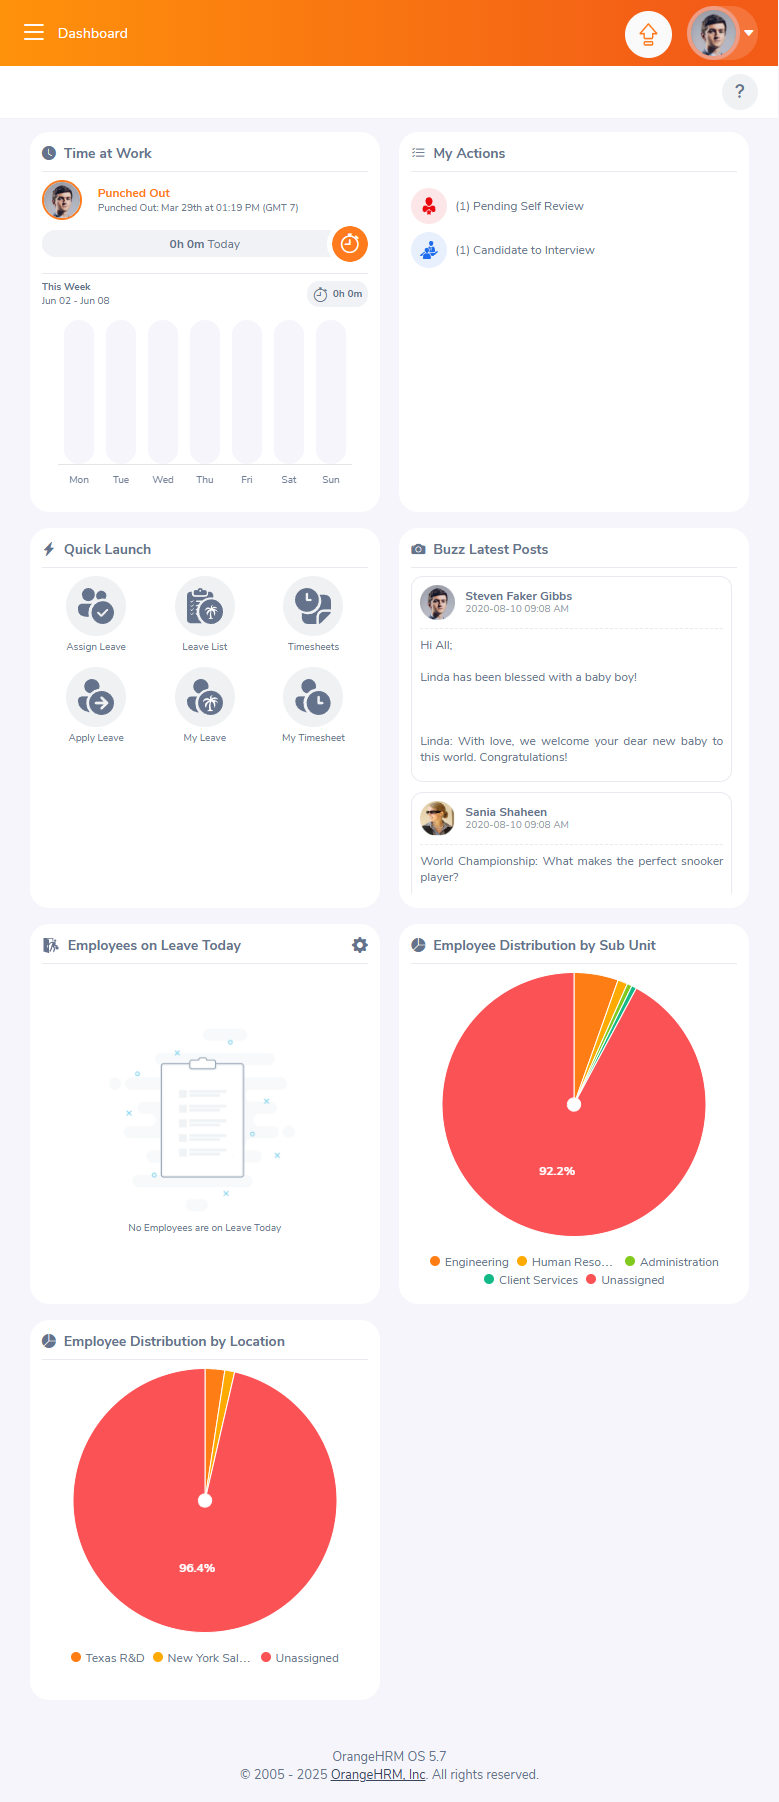 Dashboard
?
Time at Work
Punched Out
Punched Out: Mar 29th at 01:19 PM (GMT 7)
0h 0m Today
This Week
Jun 02 - Jun 08
0h 0m
Mon Tue Wed Thu Fri Sat Sun
My Actions
(1) Pending Self Review
(1) Candidate to Interview
Quick Launch
Assign Leave Leave List Timesheets
Apply Leave My Leave My Timesheet
Buzz Latest Posts
Steven Faker Gibbs
2020-08-10 09:08 AM
Hi All;
Linda has been blessed with a baby boy!
Linda: With love, we welcome your dear new baby to
this world. Congratulations!
Sania Shaheen
2020-08-10 09:08 AM
World Championship: What makes the perfect snooker
player?
Employees on Leave Today
No Employees are on Leave Today
Employee Distribution by Sub Unit
92.2%
Engineering Human Reso... Administration
Client Services Unassigned
Employee Distribution by Location
96.4%
Texas R&D New York Sal... Unassigned
OrangeHRM OS 5.7
© 2005 - 2025 OrangeHRM, Inc. All rights reserved.